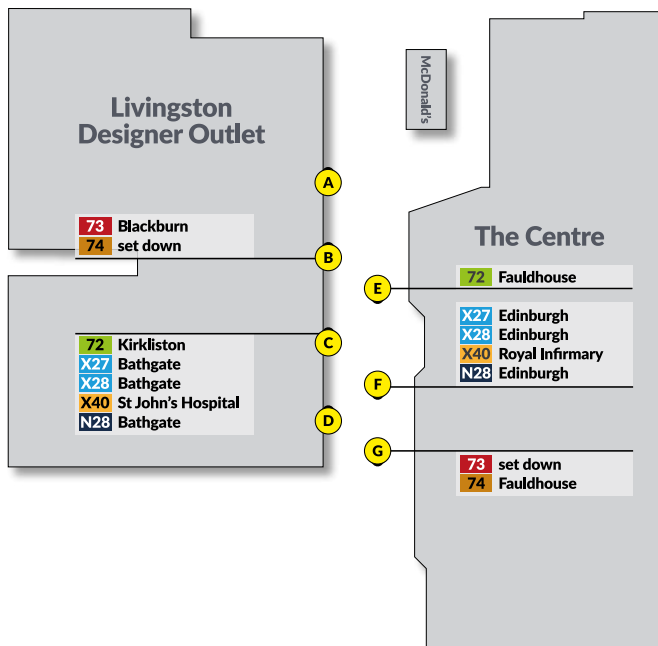 Livingston
Designer Outlet
McDonald's
A
73 Blackburn
74 set down
B
The Centre
E
72 Fauldhouse
C
72 Kirkliston
X27 Bathgate
X28 Bathgate
X40 St John's Hospital
N28 Bathgate
X27 Edinburgh
X28 Edinburgh
X40 Royal Infirmary
N28 Edinburgh
F
D
G
73 set down
74 Fauldhouse